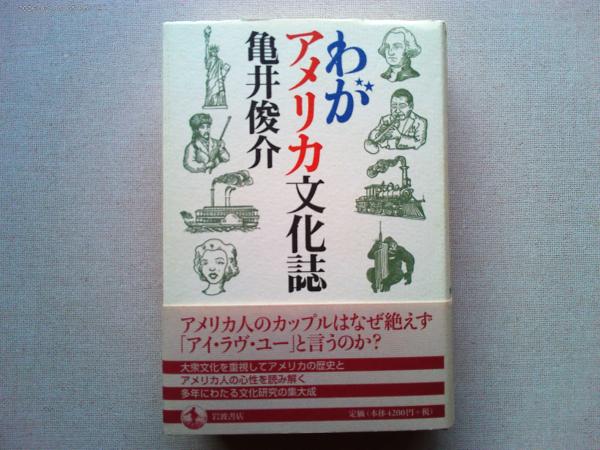 わが
アメリカ文化誌
亀井俊介
アメリカ人のカップルはなぜ絶えず
「アイ・ラヴ・ユー」と言うのか?
大衆文化を重視してアメリカの歴史と
アメリカ人の心性を読み解く
多年にわたる文化研究の集大成
岩波書店
定価(本体4200円+税)